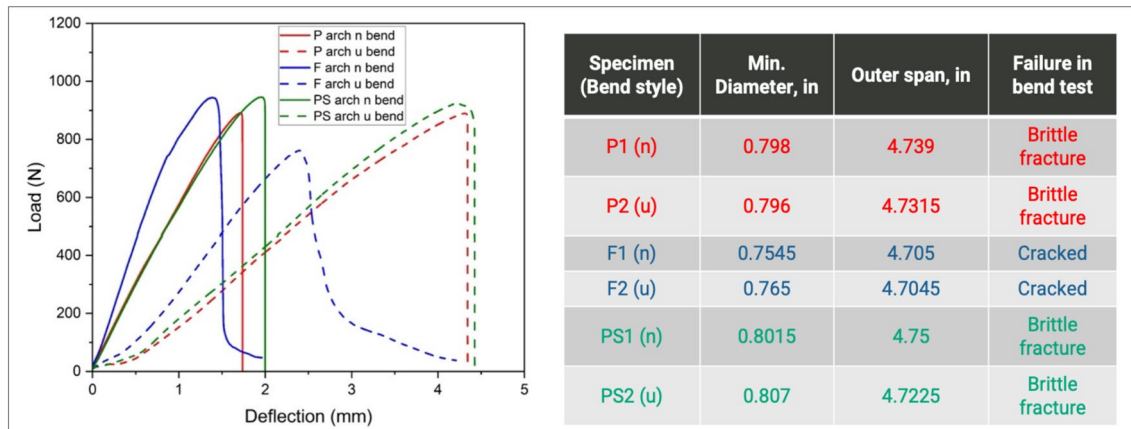 1200
1000
800
600
400
200
0
Load (N)
0 1 2 3 4 5
Deflection (mm)
P arch n bend
P arch u bend
F arch n bend
F arch u bend
PS arch n bend
PS arch u bend
Specimen
(Bend style)
Min.
Diameter, in
Outer span, in
Failure in
bend test
P1 (n) 0.798 4.739 Brittle
fracture
P2 (u) 0.796 4.7315 Brittle
fracture
F1 (n) 0.7545 4.705 Cracked
F2 (u) 0.765 4.7045 Cracked
PS1 (n) 0.8015 4.75 Brittle
fracture
PS2 (u) 0.807 4.7225 Brittle
fracture